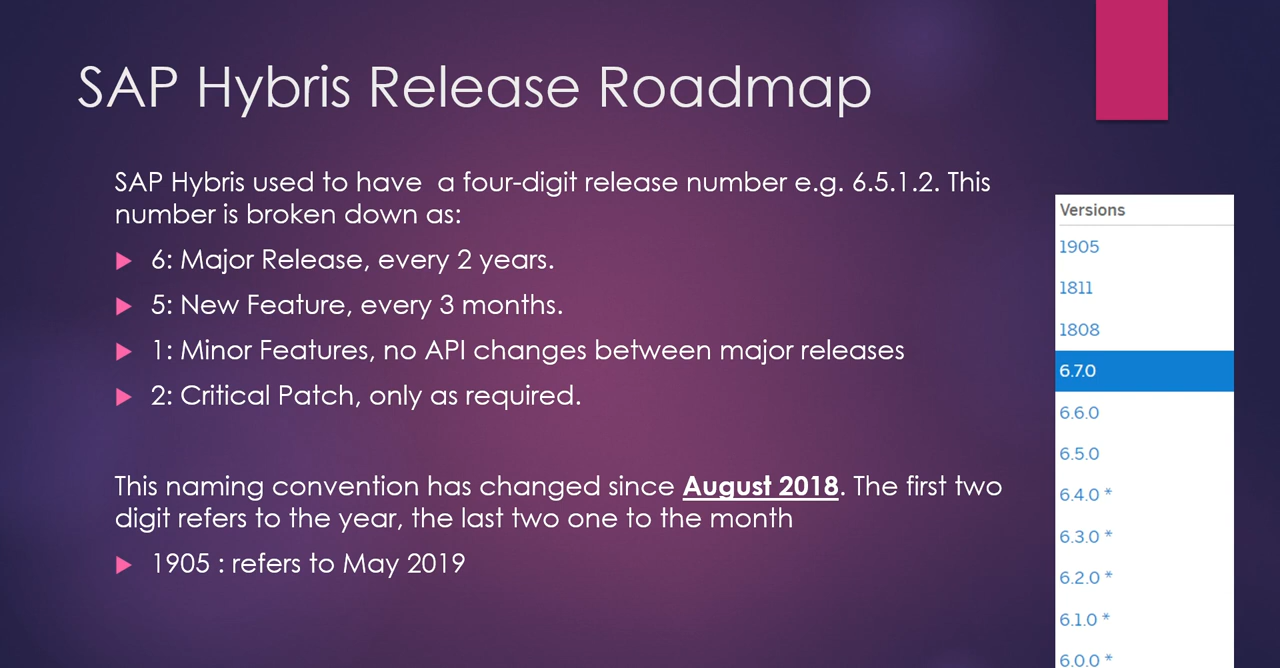 SAP Hybris Release Roadmap
SAP Hybris used to have  a four-digit release number e.g. 6.5.1.2. This
number is broken down as:
6: Major Release, every 2 years.
5: New Feature, every 3 months.
1: Minor Features, no API changes between major releases
2: Critical Patch, only as required.
This naming convention has changed since August 2018. The first two
digit refers to the year, the last two one to the month
1905 : refers to May 2019
Versions
1905
1811
1808
6.7.0
6.6.0
6.5.0
6.4.0 *
6.3.0 *
6.2.0 *
6.1.0 *
6.0.0 *